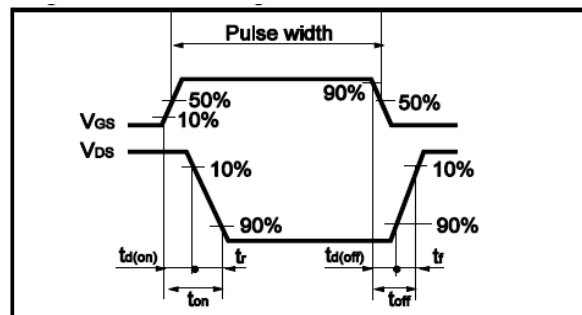 Pulse width
90%
50%
50%
10%
VGS
VDS
10%
10%
90%
90%
td(on)
tr
td(off)
tf
ton
toff